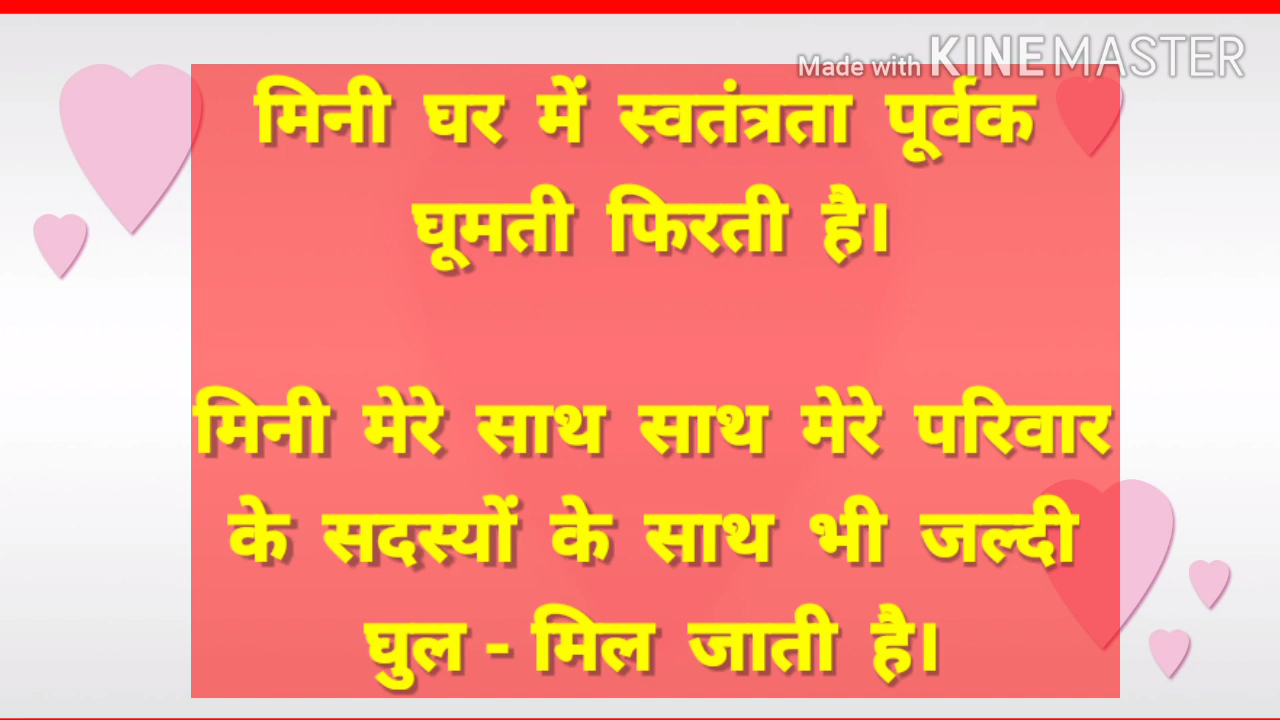 Made with KINEMASTER
मिनी घर में स्वतंत्रता पूर्वक
घूमती फिरती है।
मिनी मेरे साथ साथ मेरे परिवार
के सदस्यों के साथ भी जल्दी
घुल - मिल जाती है।